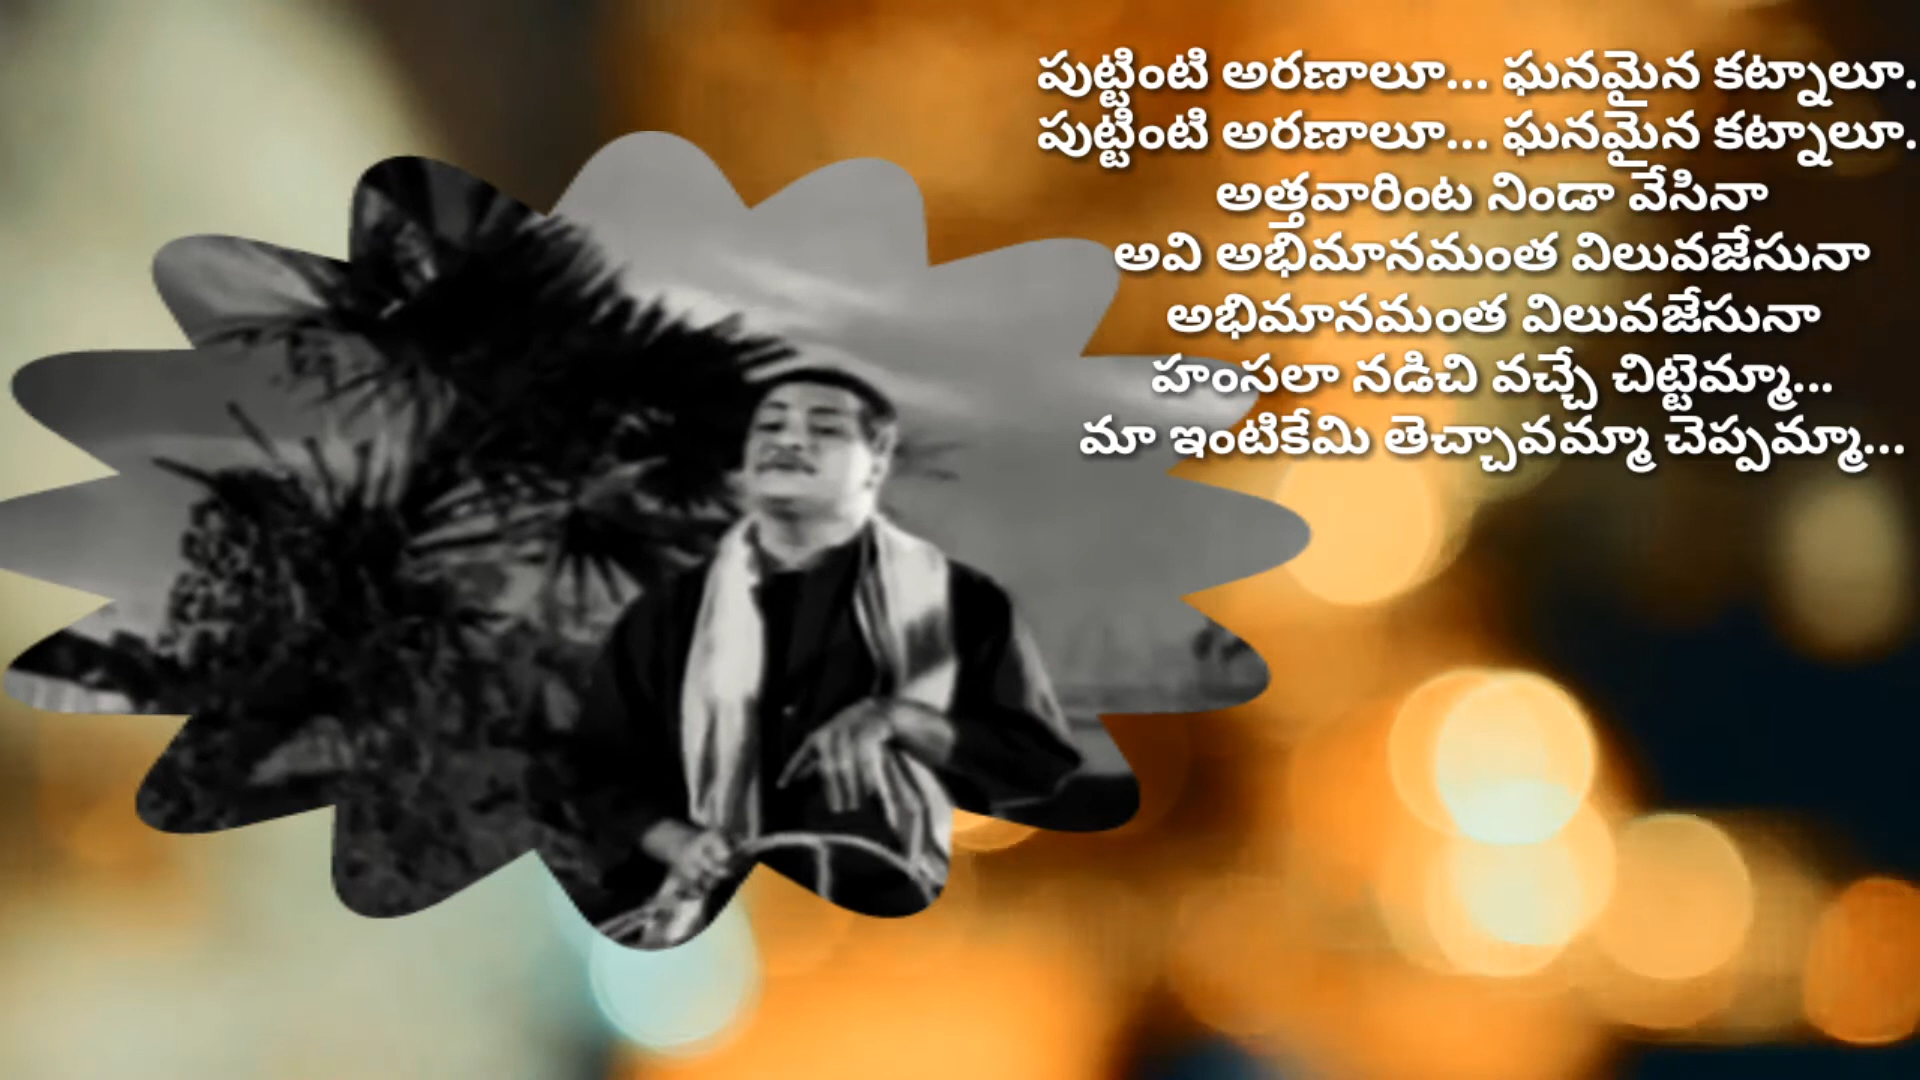 పుట్టింటి అరణాలూ... ఘనమైన కట్నాలూ.
పుట్టింటి అరణాలూ... ఘనమైన కట్నాలూ.
అత్తవారింట నిండా వేసినా
అవి అభిమానమంత విలువజేసునా
అభిమానమంత విలువజేసునా
హంసలా నడిచి వచ్చే చిట్టెమ్మా...
మా ఇంటికేమి తెచ్చావమ్మా చెప్పమ్మా...